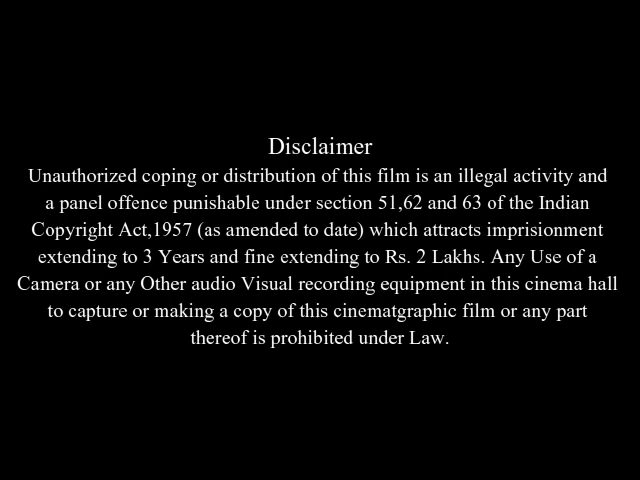 Disclaimer
Unauthorized coping or distribution of this film is an illegal activity and
a panel offence punishable under section 51,62 and 63 of the Indian
Copyright Act,1957 (as amended to date) which attracts imprisionment
extending to 3 Years and fine extending to Rs. 2 Lakhs. Any Use of a
Camera or any Other audio Visual recording equipment in this cinema hall
to capture or making a copy of this cinematgraphic film or any part
thereof is prohibited under Law.